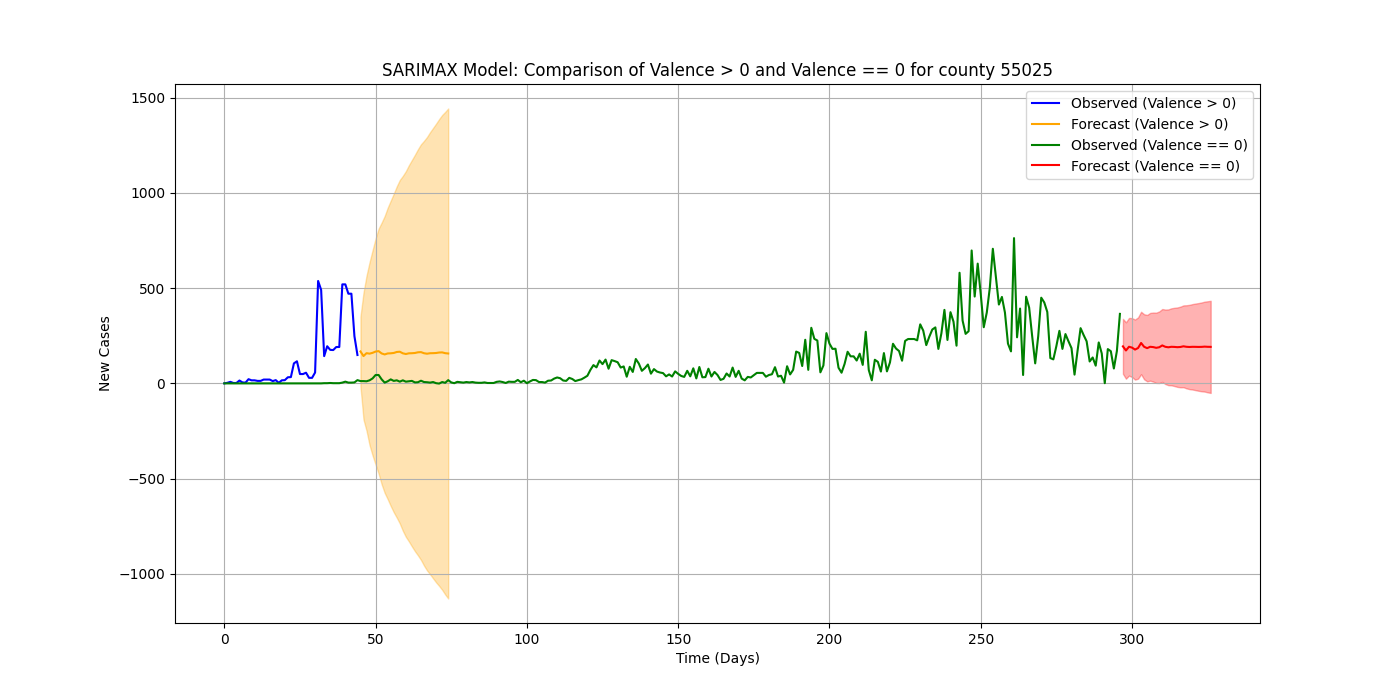 SARIMAX Model: Comparison of Valence > 0 and Valence == 0 for county 55025
Observed (Valence > 0)
Forecast (Valence > 0)
Observed (Valence == 0)
Forecast (Valence == 0)
New Cases
1500
1000
500
0
−500
−1000
0 50 100 150 200 250 300
Time (Days)